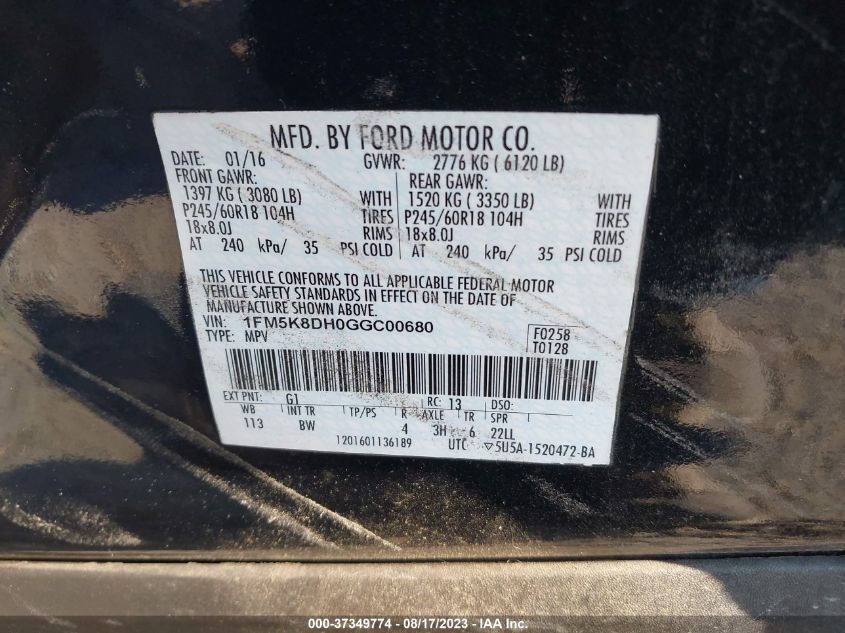 MFD. BY FORD MOTOR CO.
DATE: 01/16 GVWR: 2776 KG ( 6120 LB)
FRONT GAWR: REAR GAWR:
1397 KG ( 3080 LB) WITH 1520 KG ( 3350 LB) WITH
P245/60R18 104H TIRES P245/60R18 104H TIRES
18x8.0J RIMS 18x8.0J RIMS
AT 240 kPa/ 35 PSI COLD AT 240 kPa/ 35 PSI COLD
THIS VEHICLE CONFORMS TO ALL APPLICABLE FEDERAL MOTOR
VEHICLE SAFETY STANDARDS IN EFFECT ON THE DATE OF
MANUFACTURE SHOWN ABOVE.
VIN: 1FM5K8DH0GGC00680 F0258
TYPE: MPV T0128
EXT PNT: G1 RC: 13 DSO:
WB INT TR TP/PS R AXLE TR SPR
113 BW 4 3H 6 22LL
1201601136189 UTC ▽5U5A-1520472-BA
000-37349774 - 08/17/2023 - IAA Inc.